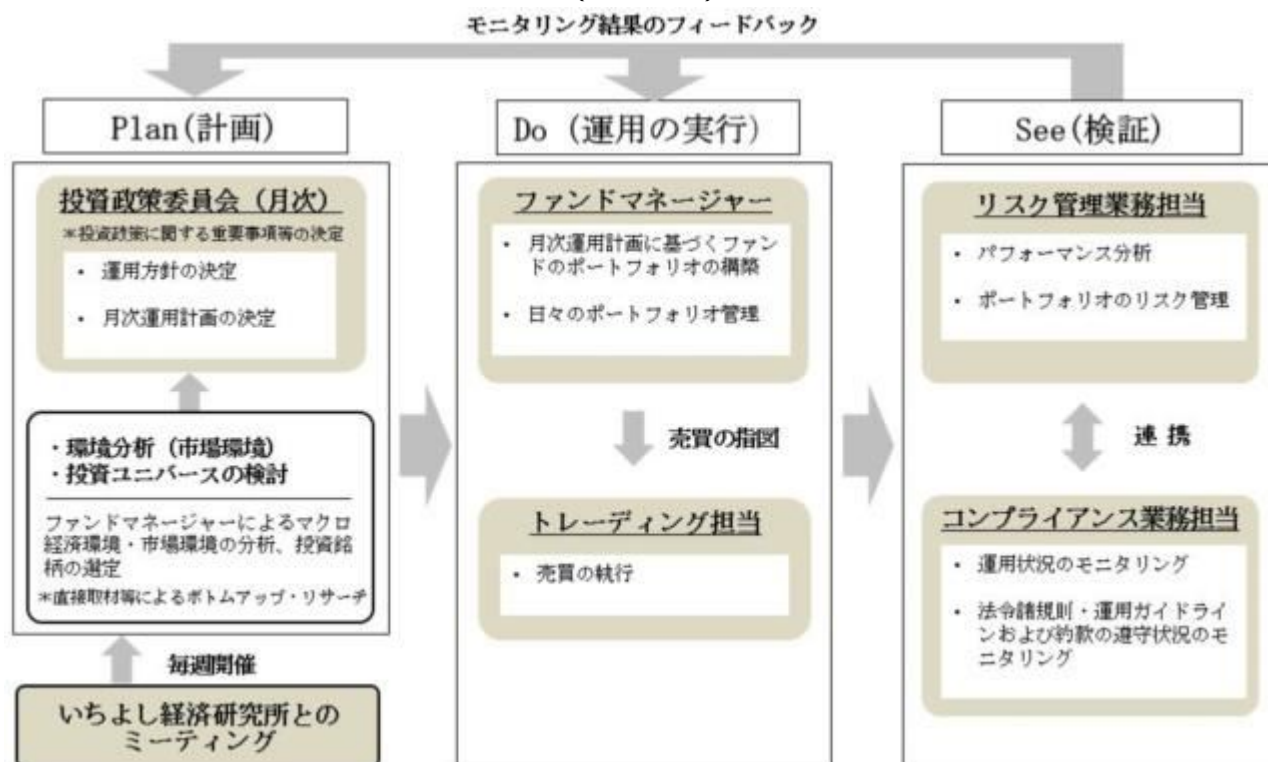 モニタリング結果のフィードバック
Plan(計画)
投資政策委員会（月次）
＊投資政策に関する重要事項等の決定
・ 運用方針の決定
・ 月次運用計画の決定
・環境分析（市場環境）
・投資ユニバースの検討
ファンドマネージャーによるマクロ
経済環境・市場環境の分析、投資銘
柄の選定
＊直接取材等によるボトムアップ・リサーチ
毎週開催
いちよし経済研究所との
ミーティング
Do（運用の実行）
ファンドマネージャー
・ 月次運用計画に基づくファン
ドのポートフォリオの構築
・ 日々のポートフォリオ管理
売買の指図
トレーディング担当
・ 売買の執行
See(検証)
リスク管理業務担当
・ パフォーマンス分析
・ ポートフォリオのリスク管理
連 携
コンプライアンス業務担当
・ 運用状況のモニタリング
・ 法令諸規則・運用ガイドライ
ンおよび約款の遵守状況のモ
ニタリング